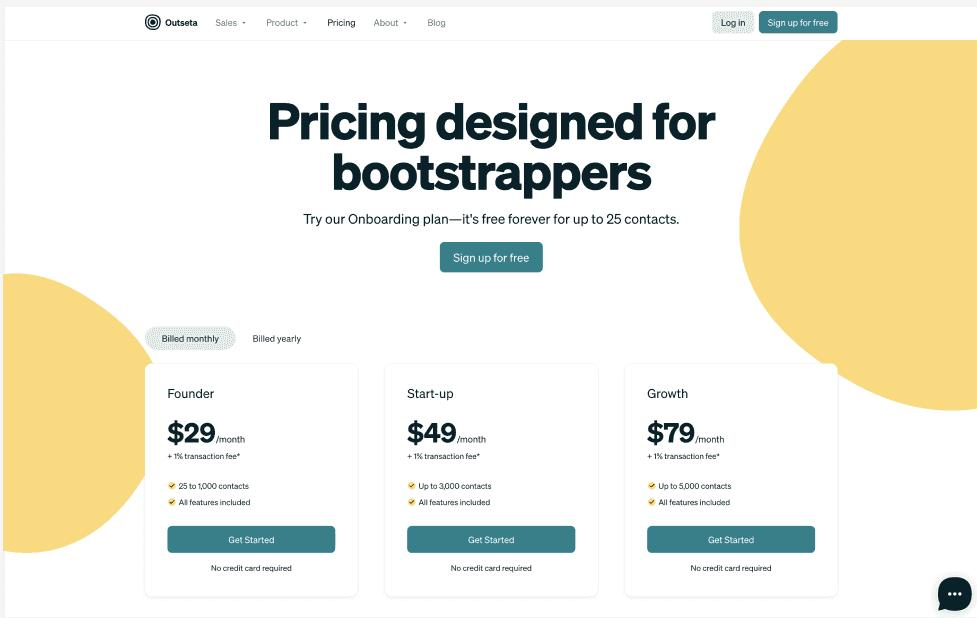 Outseta Sales Product Pricing About Blog Log in Sign up for free
Pricing designed for
bootstrappers
Try our Onboarding plan—it's free forever for up to 25 contacts.
Sign up for free
Billed monthly Billed yearly
Founder
$29/month
+ 1% transaction fee*
25 to 1,000 contacts
All features included
Get Started
No credit card required
Start-up
$49/month
+ 1% transaction fee*
Up to 3,000 contacts
All features included
Get Started
No credit card required
Growth
$79/month
+ 1% transaction fee*
Up to 5,000 contacts
All features included
Get Started
No credit card required